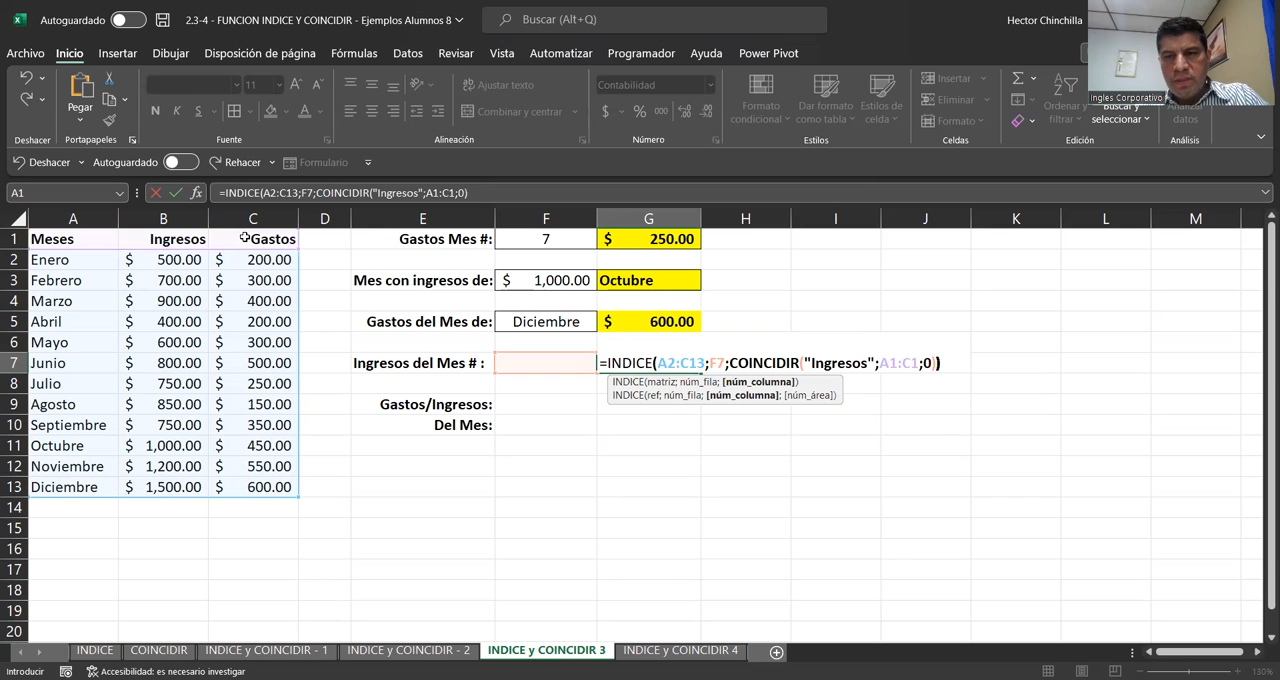 Autoguardado
2.3-4 - FUNCION INDICE Y COINCIDIR - Ejemplos Alumnos 8
Buscar (Alt+Q)
Hector Chinchilla
Archivo Inicio Insertar Dibujar Disposición de página Fórmulas Datos Revisar Vista Automatizar Programador Ayuda Power Pivot
Ingles Corporativo
Pegar
11
N K S
A A
Ajustar texto
Combinar y centrar
Contabilidad
$ % 000
Formato condicional
Dar formato como tabla
Estilos de celda
Insertar
Eliminar
Formato
Ordenar y filtrar
Buscar y seleccionar
datos
Deshacer Portapapeles Fuente Alineación Número Estilos Celdas Edición Análisis
Deshacer Autoguardado Rehacer Formulario
A1 fx =INDICE(A2:C13;F7;COINCIDIR("Ingresos";A1:C1;0)
A B C D E F G H I J K L M
1 Meses Ingresos Gastos Gastos Mes #: 7 $ 250.00
2 Enero $ 500.00 $ 200.00
3 Febrero $ 700.00 $ 300.00 Mes con ingresos de: $ 1,000.00 Octubre
4 Marzo $ 900.00 $ 400.00
5 Abril $ 400.00 $ 200.00 Gastos del Mes de: Diciembre $ 600.00
6 Mayo $ 600.00 $ 300.00
7 Junio $ 800.00 $ 500.00 Ingresos del Mes # : =INDICE(A2:C13;F7;COINCIDIR("Ingresos";A1:C1;0))
8 Julio $ 750.00 $ 250.00 INDICE(matriz; núm_fila; [núm_columna])
INDICE(ref; núm_fila; [núm_columna]; [núm_área])
9 Agosto $ 850.00 $ 150.00 Gastos/Ingresos:
10 Septiembre $ 750.00 $ 350.00 Del Mes:
11 Octubre $ 1,000.00 $ 450.00
12 Noviembre $ 1,200.00 $ 550.00
13 Diciembre $ 1,500.00 $ 600.00
14
15
16
17
18
19
20
INDICE COINCIDIR INDICE y COINCIDIR - 1 INDICE y COINCIDIR - 2 INDICE y COINCIDIR 3 INDICE y COINCIDIR 4
Introducir Accesibilidad: es necesario investigar 130%